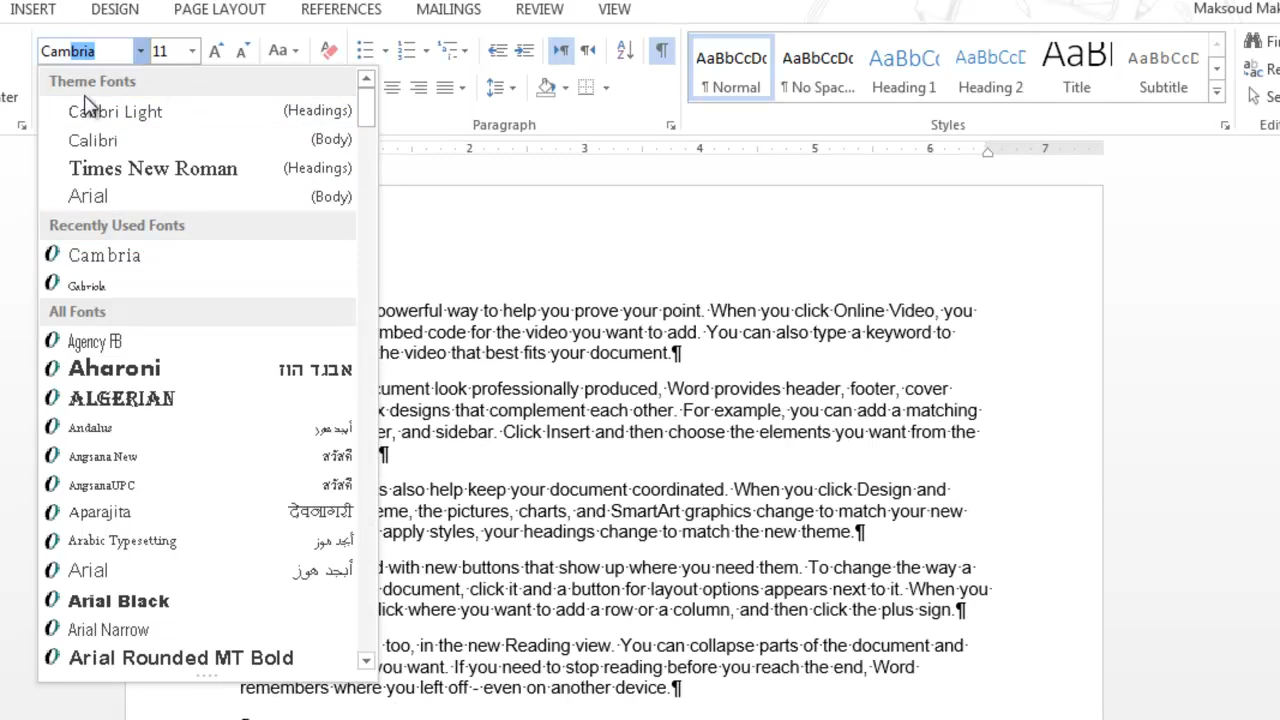 INSERT DESIGN PAGE LAYOUT REFERENCES MAILINGS REVIEW VIEW Maksoud Mak
Cambria 11 Aa
Theme Fonts
Calibri Light (Headings)
Calibri (Body)
Times New Roman (Headings)
Arial (Body)
Recently Used Fonts
Cambria
Gabriola
All Fonts
Agency FB
Aharoni אבגד הוז
ALGERIAN
Andalus أبجد هوز
Angsana New สวัสดี
AngsanaUPC สวัสดี
Aparajita देवनागरी
Arabic Typesetting أبجد هوز
Arial أبجد هوز
Arial Black
Arial Narrow
Arial Rounded MT Bold
ter
Paragraph
AaBbCcDc AaBbCcDc AaBbCc AaBbCcDc AaBl AaBbCcD
¶ Normal ¶ No Spac... Heading 1 Heading 2 Title Subtitle
Styles
Fi
Re
Se
Edi
2 3 4 5 6 7
powerful way to help you prove your point. When you click Online Video, you
mbed code for the video you want to add. You can also type a keyword to
he video that best fits your document.¶
cument look professionally produced, Word provides header, footer, cover
x designs that complement each other. For example, you can add a matching
er, and sidebar. Click Insert and then choose the elements you want from the
¶
s also help keep your document coordinated. When you click Design and
eme, the pictures, charts, and SmartArt graphics change to match your new
apply styles, your headings change to match the new theme.¶
d with new buttons that show up where you need them. To change the way a
document, click it and a button for layout options appears next to it. When you
lick where you want to add a row or a column, and then click the plus sign.¶
too, in the new Reading view. You can collapse parts of the document and
you want. If you need to stop reading before you reach the end, Word
remembers where you left off - even on another device.¶